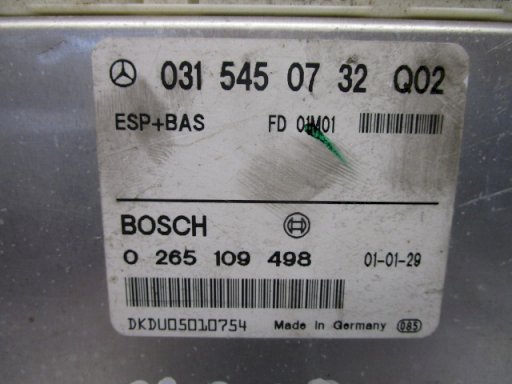 031 545 07 32 Q02
ESP+BAS FD 01M01
BOSCH
0 265 109 498 01-01-29
DKDU05010754 Made in Germany 085